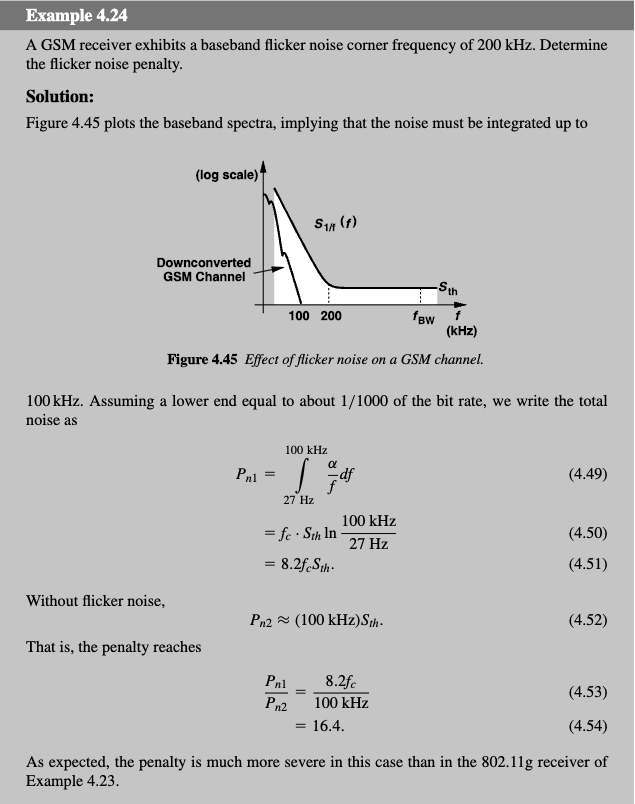 Example 4.24
A GSM receiver exhibits a baseband flicker noise corner frequency of 200 kHz. Determine
the flicker noise penalty.
Solution:
Figure 4.45 plots the baseband spectra, implying that the noise must be integrated up to
(log scale)
S1/f (f)
Downconverted
GSM Channel
Sth
100 200 fBW f
(kHz)
Figure 4.45 Effect of flicker noise on a GSM channel.
100 kHz. Assuming a lower end equal to about 1/1000 of the bit rate, we write the total
noise as
Pn1 = ∫_{27 Hz}^{100 kHz} α/f df (4.49)
= fc · Sth ln 100 kHz / 27 Hz (4.50)
= 8.2fcSth. (4.51)
Without flicker noise,
Pn2 ≈ (100 kHz)Sth. (4.52)
That is, the penalty reaches
Pn1 / Pn2 = 8.2fc / 100 kHz (4.53)
= 16.4. (4.54)
As expected, the penalty is much more severe in this case than in the 802.11g receiver of
Example 4.23.